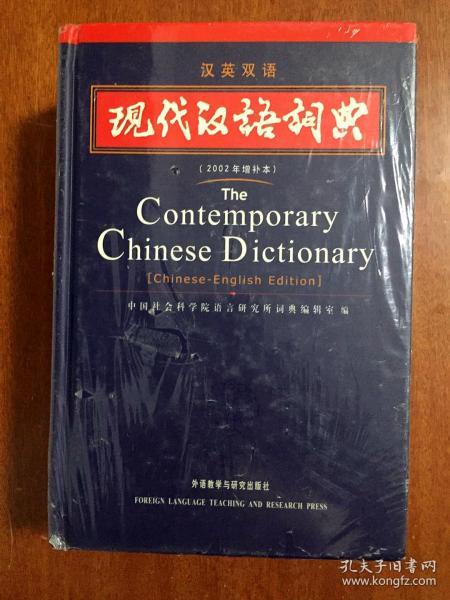 汉英双语
现代汉語詞典
(2002年增补本)
The
Contemporary
Chinese Dictionary
[Chinese-English Edition]
中国社会科学院语言研究所词典编辑室 编
外语教学与研究出版社
FOREIGN LANGUAGE TEACHING AND RESEARCH PRESS
孔夫子旧书网
www.kongfz.com